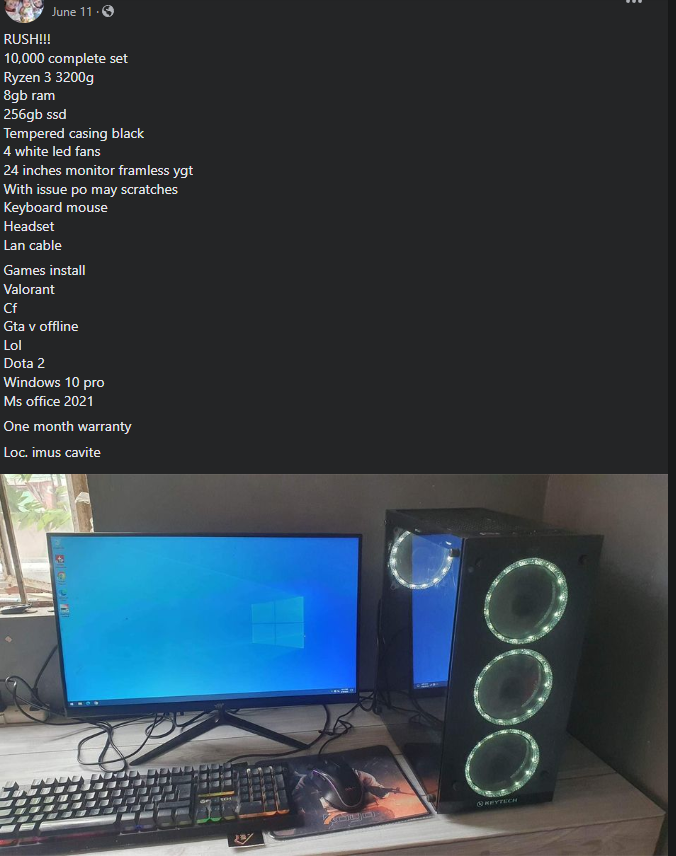 June 11
RUSH!!!
10,000 complete set
Ryzen 3 3200g
8gb ram
256gb ssd
Tempered casing black
4 white led fans
24 inches monitor framless ygt
With issue po may scratches
Keyboard mouse
Headset
Lan cable
Games install
Valorant
Cf
Gta v offline
Lol
Dota 2
Windows 10 pro
Ms office 2021
One month warranty
Loc. imus cavite
KEYTECH